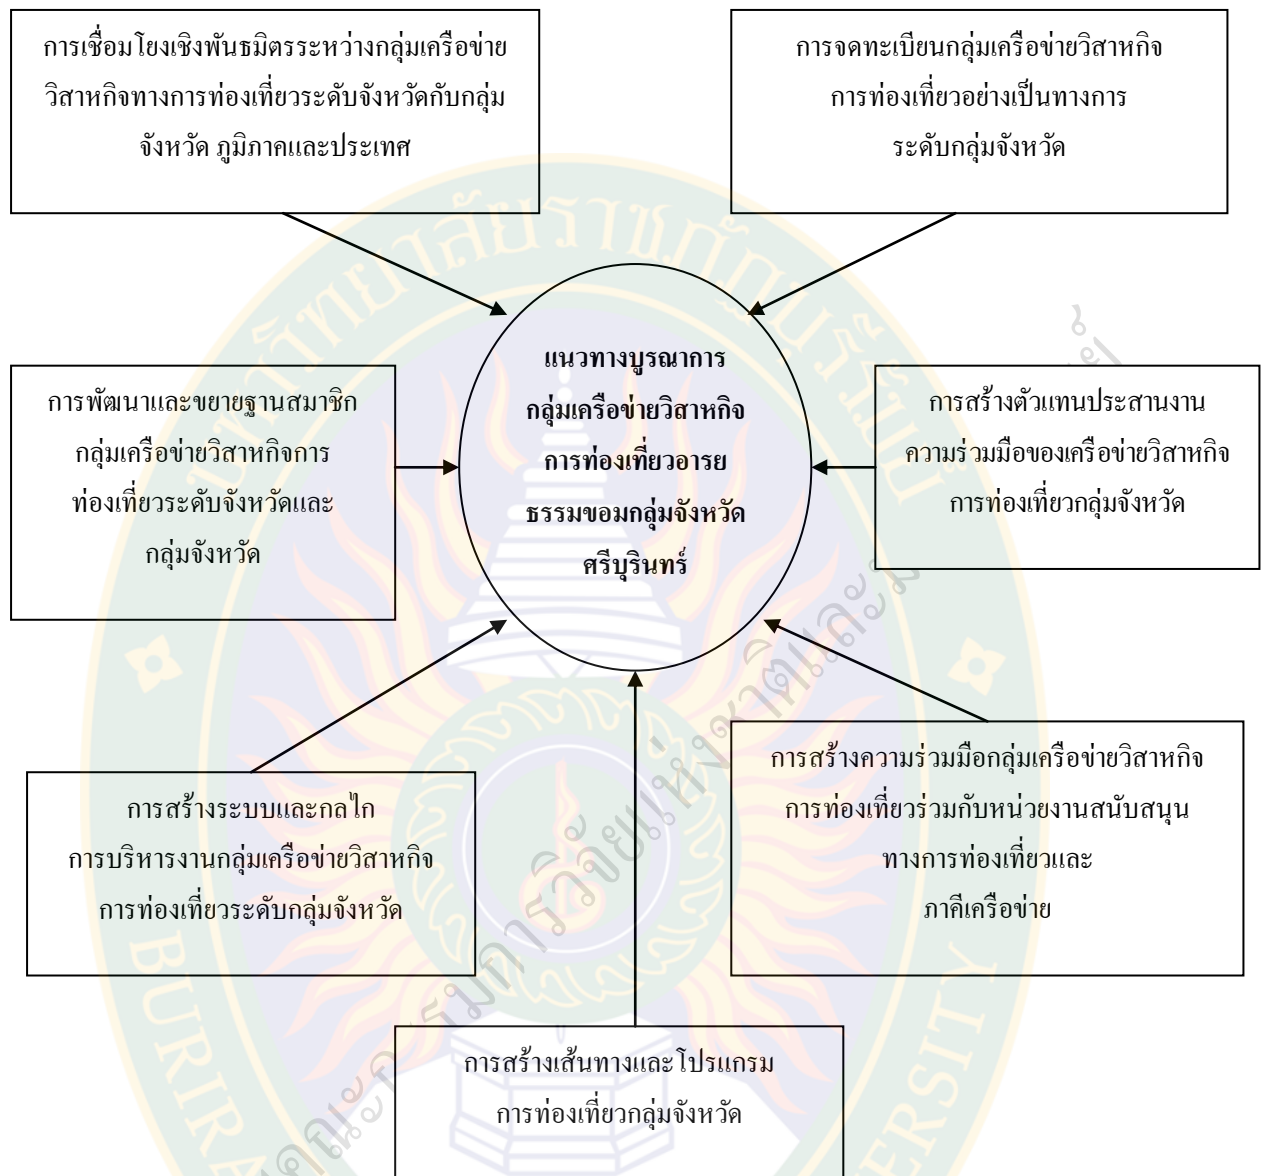 การเชื่อมโยงเชิงพันธมิตรระหว่างกลุ่มเครือข่าย
วิสาหกิจทางการท่องเที่ยวระดับจังหวัดกับกลุ่ม
จังหวัด ภูมิภาคและประเทศ
การจดทะเบียนกลุ่มเครือข่ายวิสาหกิจ
การท่องเที่ยวอย่างเป็นทางการ
ระดับกลุ่มจังหวัด
แนวทางบูรณาการ
กลุ่มเครือข่ายวิสาหกิจ
การท่องเที่ยวอารย
ธรรมขอมกลุ่มจังหวัด
ศรีบุรินทร์
การพัฒนาและขยายฐานสมาชิก
กลุ่มเครือข่ายวิสาหกิจการ
ท่องเที่ยวระดับจังหวัดและ
กลุ่มจังหวัด
การสร้างตัวแทนประสานงาน
ความร่วมมือของเครือข่ายวิสาหกิจ
การท่องเที่ยวกลุ่มจังหวัด
การสร้างระบบและกลไก
การบริหารงานกลุ่มเครือข่ายวิสาหกิจ
การท่องเที่ยวระดับกลุ่มจังหวัด
การสร้างความร่วมมือกลุ่มเครือข่ายวิสาหกิจ
การท่องเที่ยวร่วมกับหน่วยงานสนับสนุน
ทางการท่องเที่ยวและ
ภาคีเครือข่าย
การสร้างเส้นทางและโปรแกรม
การท่องเที่ยวกลุ่มจังหวัด
มหาวิทยาลัยราชภัฏบุรีรัมย์